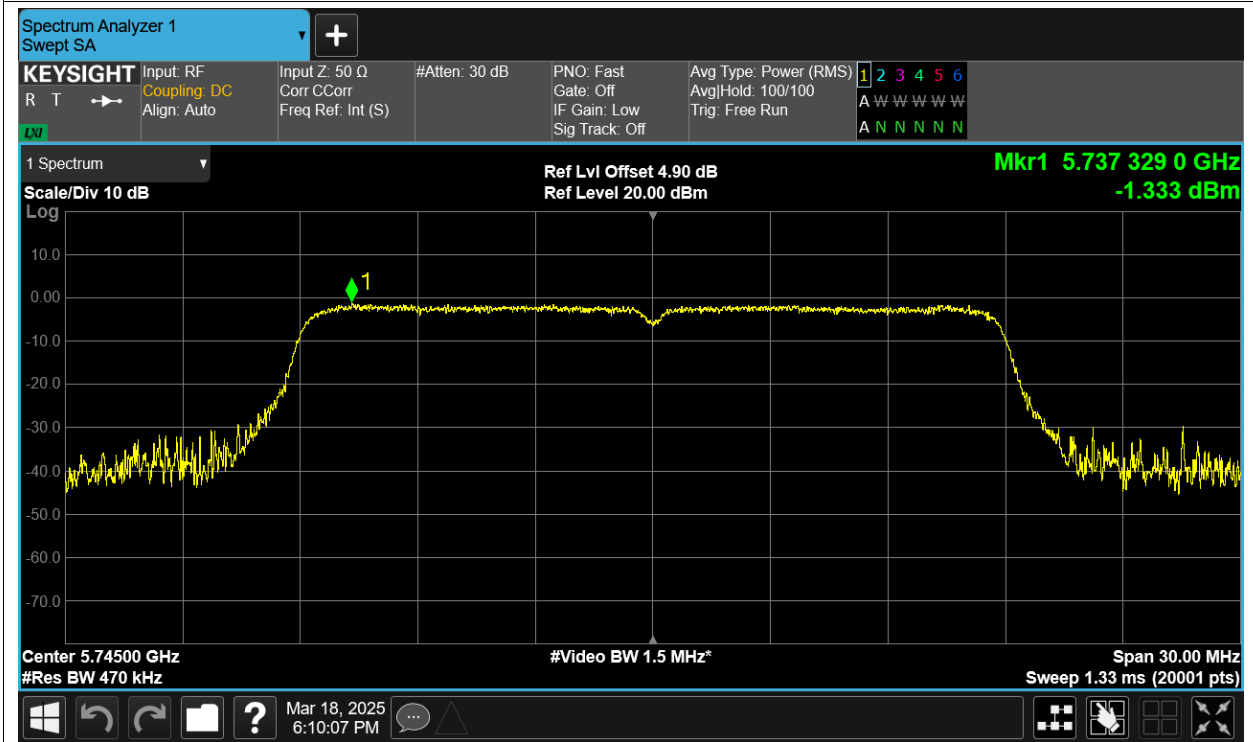 Spectrum Analyzer 1
Swept SA
+
KEYSIGHT
R T
LXI
Input: RF
Coupling: DC
Align: Auto
Input Z: 50 Ω
Corr CCorr
Freq Ref: Int (S)
#Atten: 30 dB
PNO: Fast
Gate: Off
IF Gain: Low
Sig Track: Off
Avg Type: Power (RMS)
Avg|Hold: 100/100
Trig: Free Run
1 2 3 4 5 6
A W W W W W
A N N N N N
1 Spectrum
Scale/Div 10 dB
Log
Ref Lvl Offset 4.90 dB
Ref Level 20.00 dBm
Mkr1 5.737 329 0 GHz
-1.333 dBm
10.0
0.00
-10.0
-20.0
-30.0
-40.0
-50.0
-60.0
-70.0
1
Center 5.74500 GHz
#Res BW 470 kHz
#Video BW 1.5 MHz*
Span 30.00 MHz
Sweep 1.33 ms (20001 pts)
?
Mar 18, 2025
6:10:07 PM